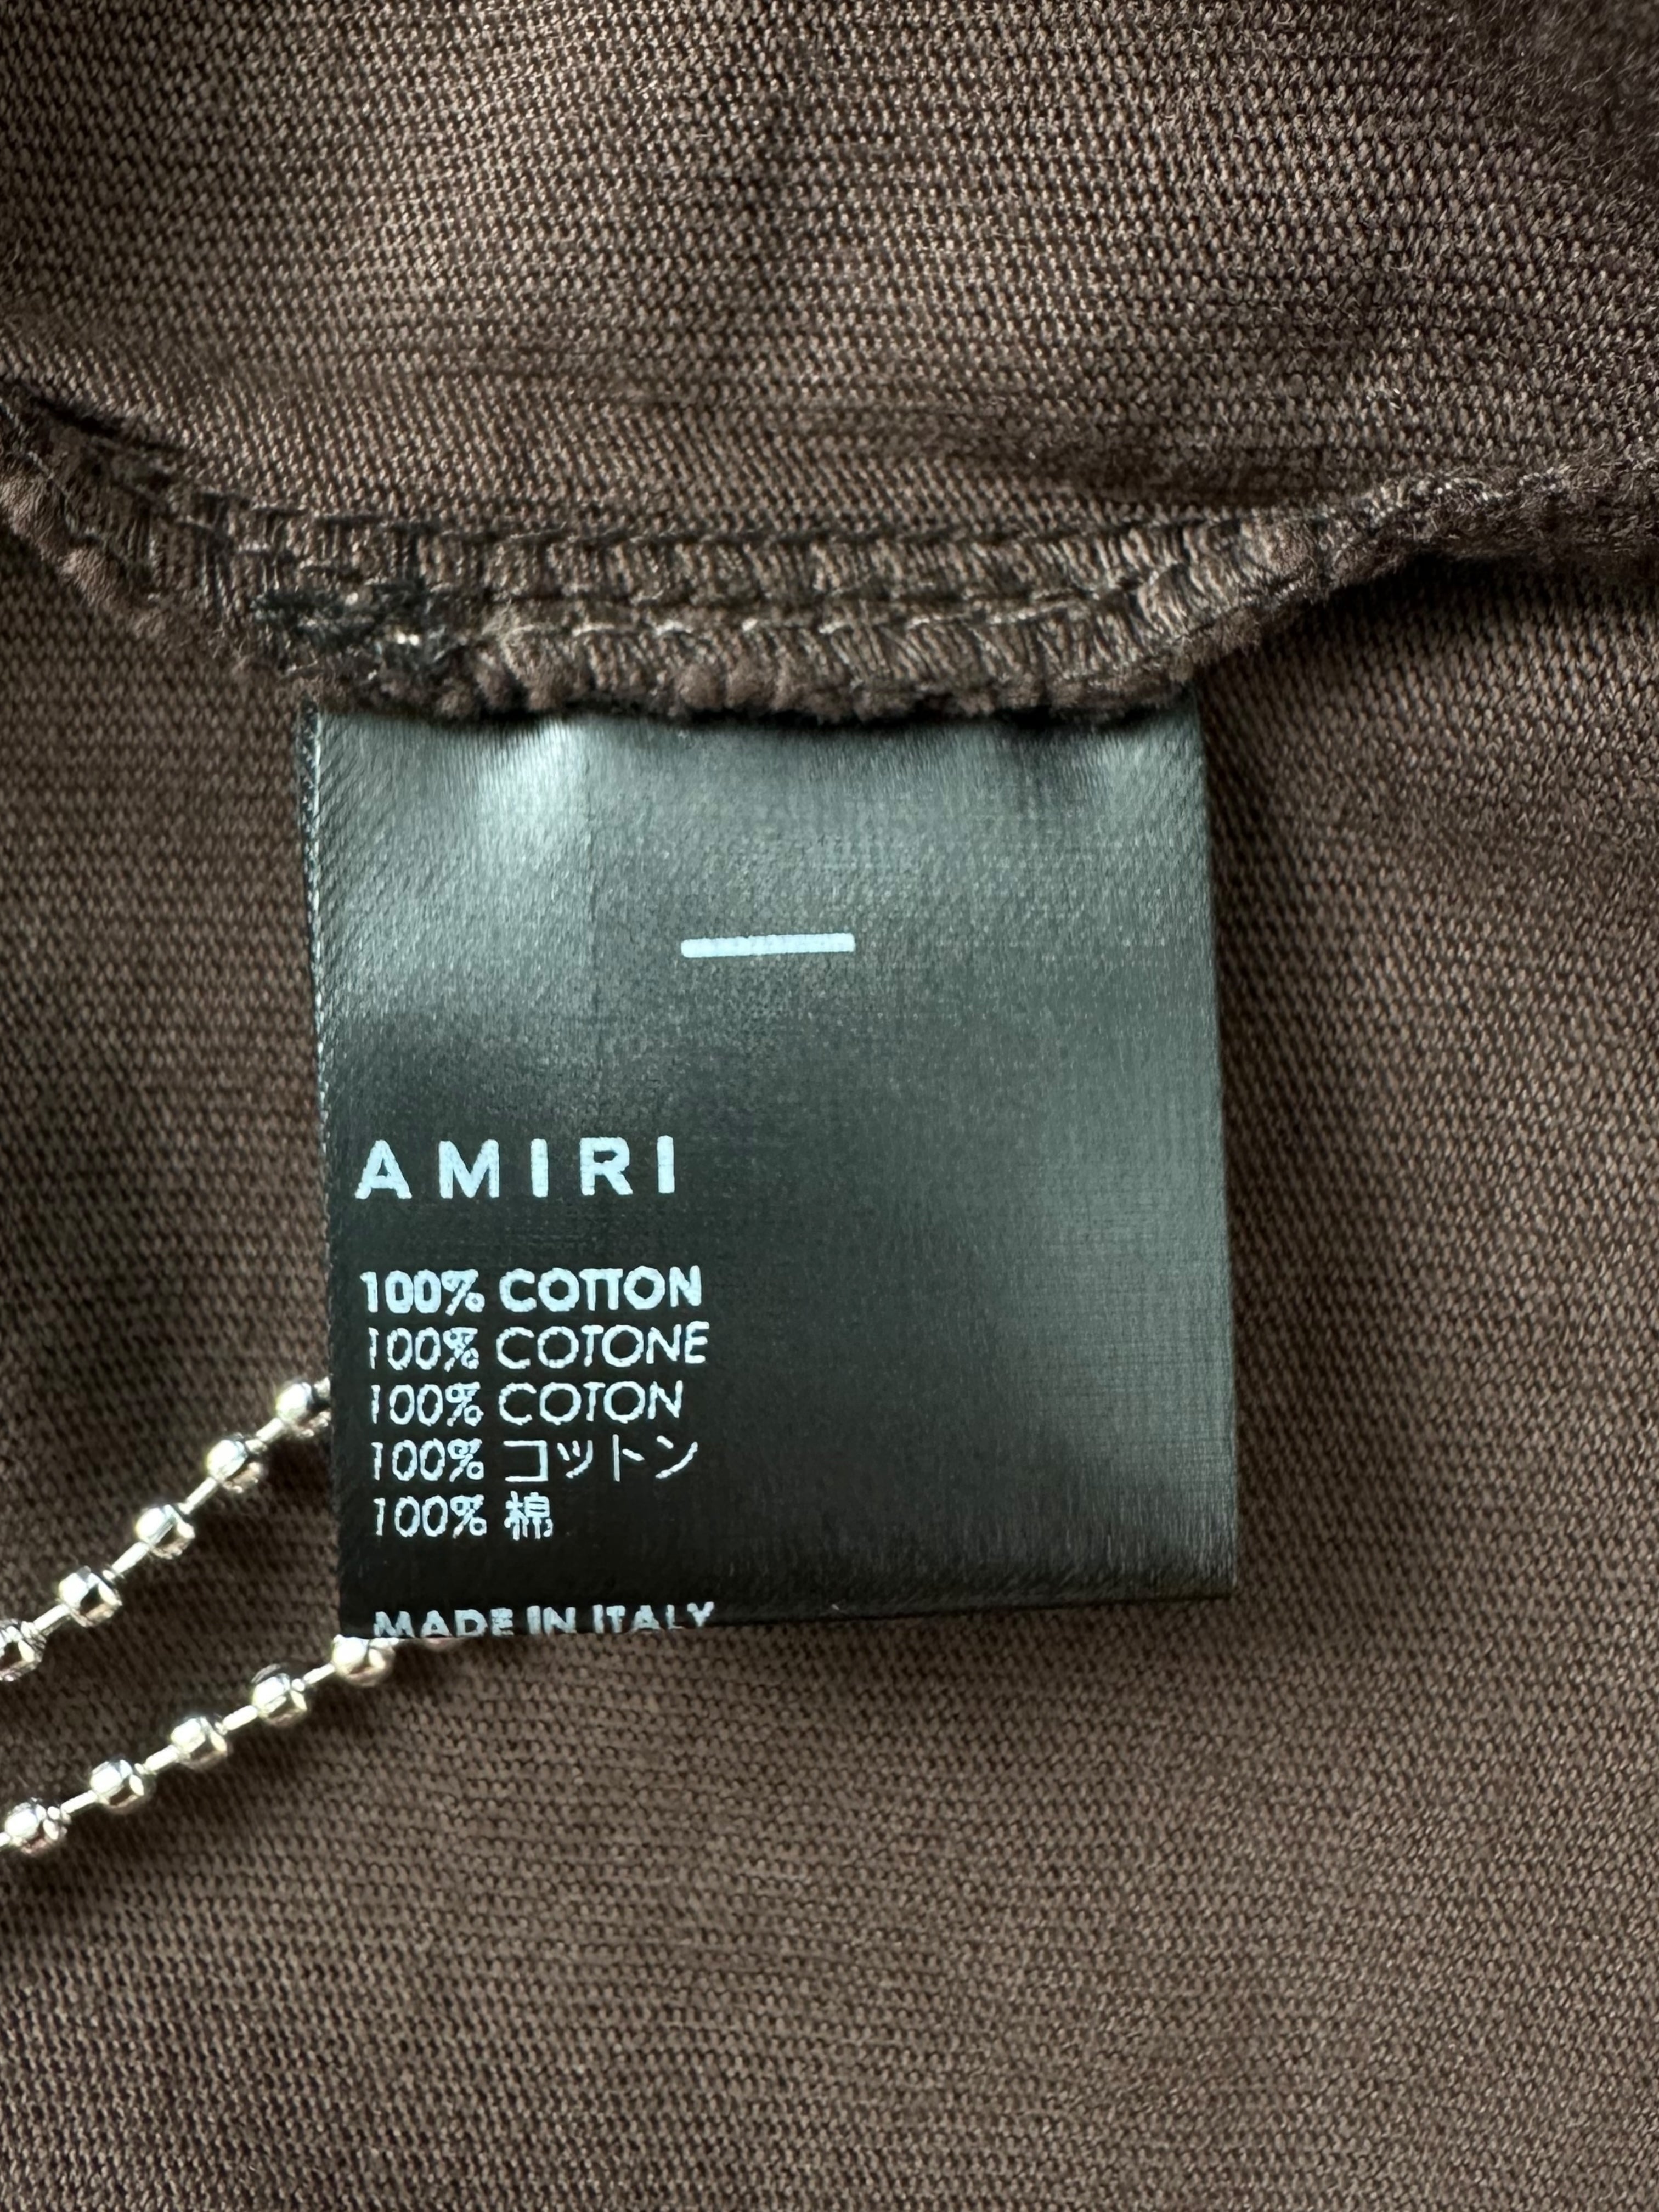 AMIRI
100% COTTON
100% COTONE
100% COTON
100% コットン
100% 棉
MADE IN ITALY